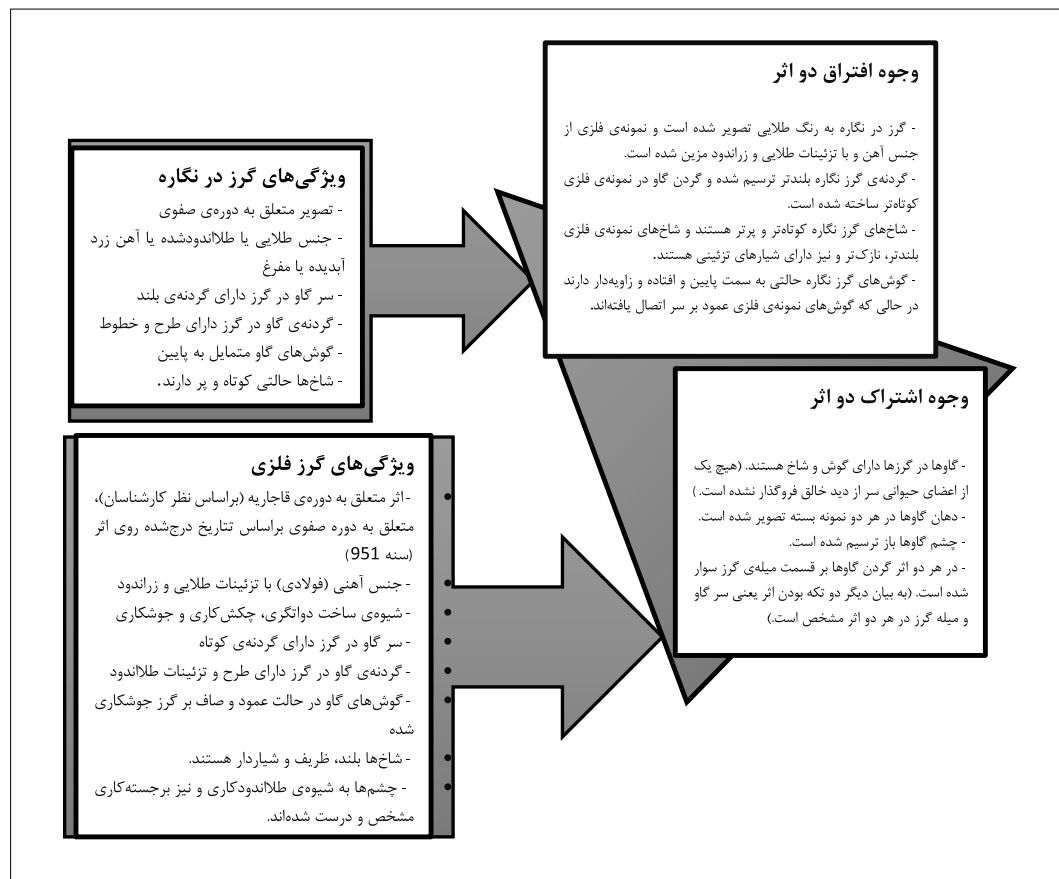 وجوه افتراق دو اثر
- گرز در نگاره به رنگ طلایی تصویر شده است و نمونه‌ی فلزی از
جنس آهن و با تزئینات طلایی و زراندود مزین شده است.
- گردنه‌ی گرز نگاره بلندتر ترسیم شده و گردن گاو در نمونه‌ی فلزی
کوتاه‌تر ساخته شده است.
- شاخ‌های گرز نگاره کوتاه‌تر و پرتر هستند و شاخ‌های نمونه‌ی فلزی
بلندتر، نازک‌تر و نیز دارای شیارهای تزئینی هستند.
- گوش‌های گرز نگاره حالتی به سمت پایین و افتاده و زاویه‌دار دارند
در حالی که گوش‌های نمونه‌ی فلزی عمود بر سر اتصال یافته‌اند.
ویژگی‌های گرز در نگاره
- تصویر متعلق به دوره‌ی صفوی
- جنس طلایی یا طلااندودشده یا آهن زرد
آبدیده یا مفرغ
- سر گاو در گرز دارای گردنه‌ی بلند
- گردنه‌ی گاو در گرز دارای طرح و خطوط
- گوش‌های گاو متمایل به پایین
- شاخ‌ها حالتی کوتاه و پر دارند.
وجوه اشتراک دو اثر
- گاوها در گرزها دارای گوش و شاخ هستند. (هیچ یک
از اعضای حیوانی سر از دید خالق فروگذار نشده است.)
- دهان گاوها در هر دو نمونه بسته تصویر شده است.
- چشم گاوها باز ترسیم شده است.
- در هر دو اثر گردن گاوها بر قسمت میله‌ی گرز سوار
شده است. (به بیان دیگر دو تکه بودن اثر یعنی سر گاو
و میله گرز در هر دو اثر مشخص است.)
ویژگی‌های گرز فلزی
- اثر متعلق به دوره‌ی قاجاریه (براساس نظر کارشناسان)،
متعلق به دوره صفوی براساس تتاریخ درج‌شده روی اثر
(سنه 951)
- جنس آهنی (فولادی) با تزئینات طلایی و زراندود
- شیوه‌ی ساخت دواتگری، چکش‌کاری و جوشکاری
- سر گاو در گرز دارای گردنه‌ی کوتاه
- گردنه‌ی گاو در گرز دارای طرح و تزئینات طلااندود
- گوش‌های گاو در حالت عمود و صاف بر گرز جوشکاری
شده
- شاخ‌ها بلند، ظریف و شیاردار هستند.
- چشم‌ها به شیوه‌ی طلااندودکاری و نیز برجسته‌کاری
مشخص و درست شده‌اند.